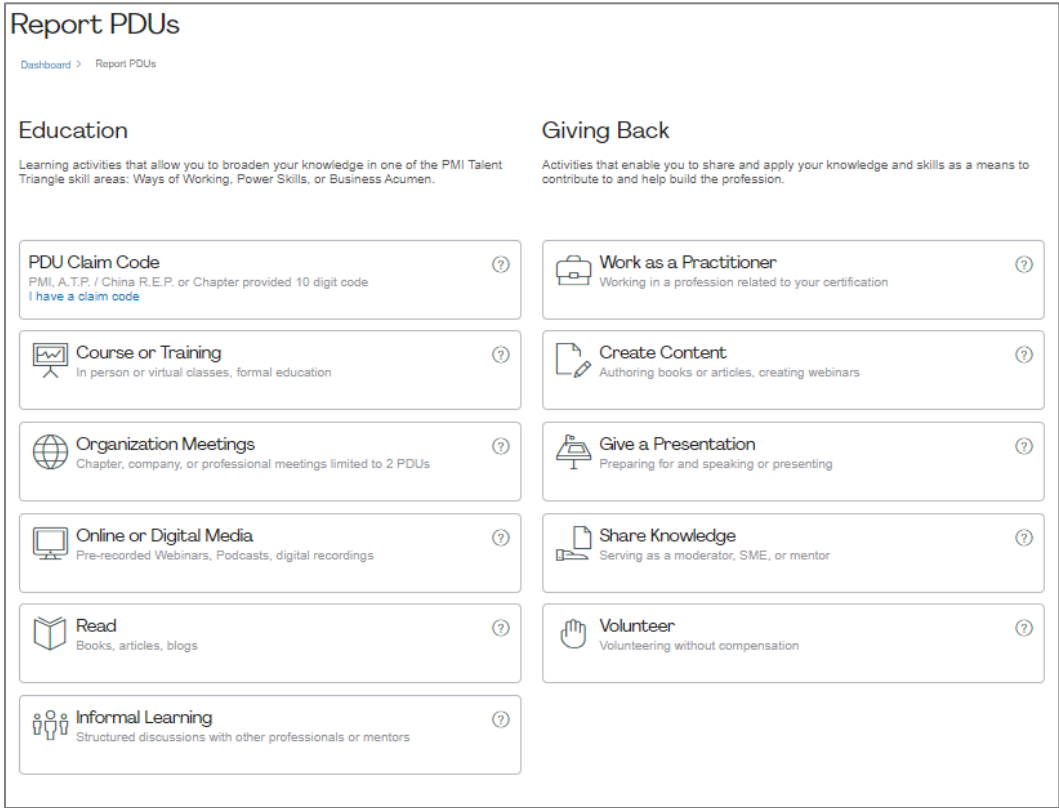 Report PDUs
Dashboard > Report PDUs
Education
Learning activities that allow you to broaden your knowledge in one of the PMI Talent
Triangle skill areas: Ways of Working, Power Skills, or Business Acumen.
PDU Claim Code
PMI, A.T.P. / China R.E.P. or Chapter provided 10 digit code
I have a claim code
?
Course or Training
In person or virtual classes, formal education
?
Organization Meetings
Chapter, company, or professional meetings limited to 2 PDUs
?
Online or Digital Media
Pre-recorded Webinars, Podcasts, digital recordings
?
Read
Books, articles, blogs
?
Informal Learning
Structured discussions with other professionals or mentors
?
Giving Back
Activities that enable you to share and apply your knowledge and skills as a means to
contribute to and help build the profession.
Work as a Practitioner
Working in a profession related to your certification
?
Create Content
Authoring books or articles, creating webinars
?
Give a Presentation
Preparing for and speaking or presenting
?
Share Knowledge
Serving as a moderator, SME, or mentor
?
Volunteer
Volunteering without compensation
?